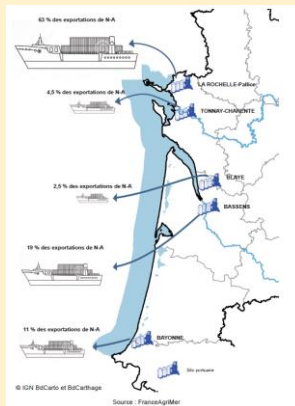 63 % des exportations de N-A
LA ROCHELLE-Pallice
4,5 % des exportations de N-A
TONNAY-CHARENTE
2,5 % des exportations de N-A
BLAYE
BASSENS
19 % des exportations de N-A
11 % des exportations de N-A
BAYONNE
Site portuaire
© IGN BdCarto et BdCarthage
Source : FranceAgriMer